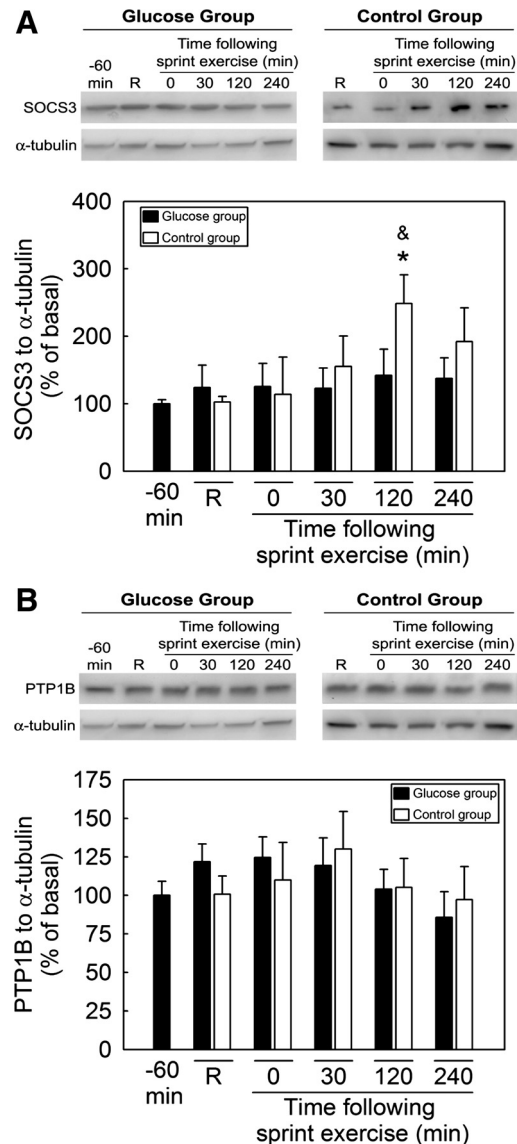 A
Glucose Group
Control Group
-60
min
R
Time following
sprint exercise (min)
0 30 120 240
R
Time following
sprint exercise (min)
0 30 120 240
SOCS3
α-tubulin
SOCS3 to α-tubulin
(% of basal)
400
300
200
100
0
Glucose group
Control group
&
*
-60
min
R
0 30 120 240
Time following
sprint exercise (min)
B
Glucose Group
Control Group
-60
min
R
Time following
sprint exercise (min)
0 30 120 240
R
Time following
sprint exercise (min)
0 30 120 240
PTP1B
α-tubulin
PTP1B to α-tubulin
(% of basal)
175
150
125
100
75
50
25
0
Glucose group
Control group
-60
min
R
0 30 120 240
Time following
sprint exercise (min)